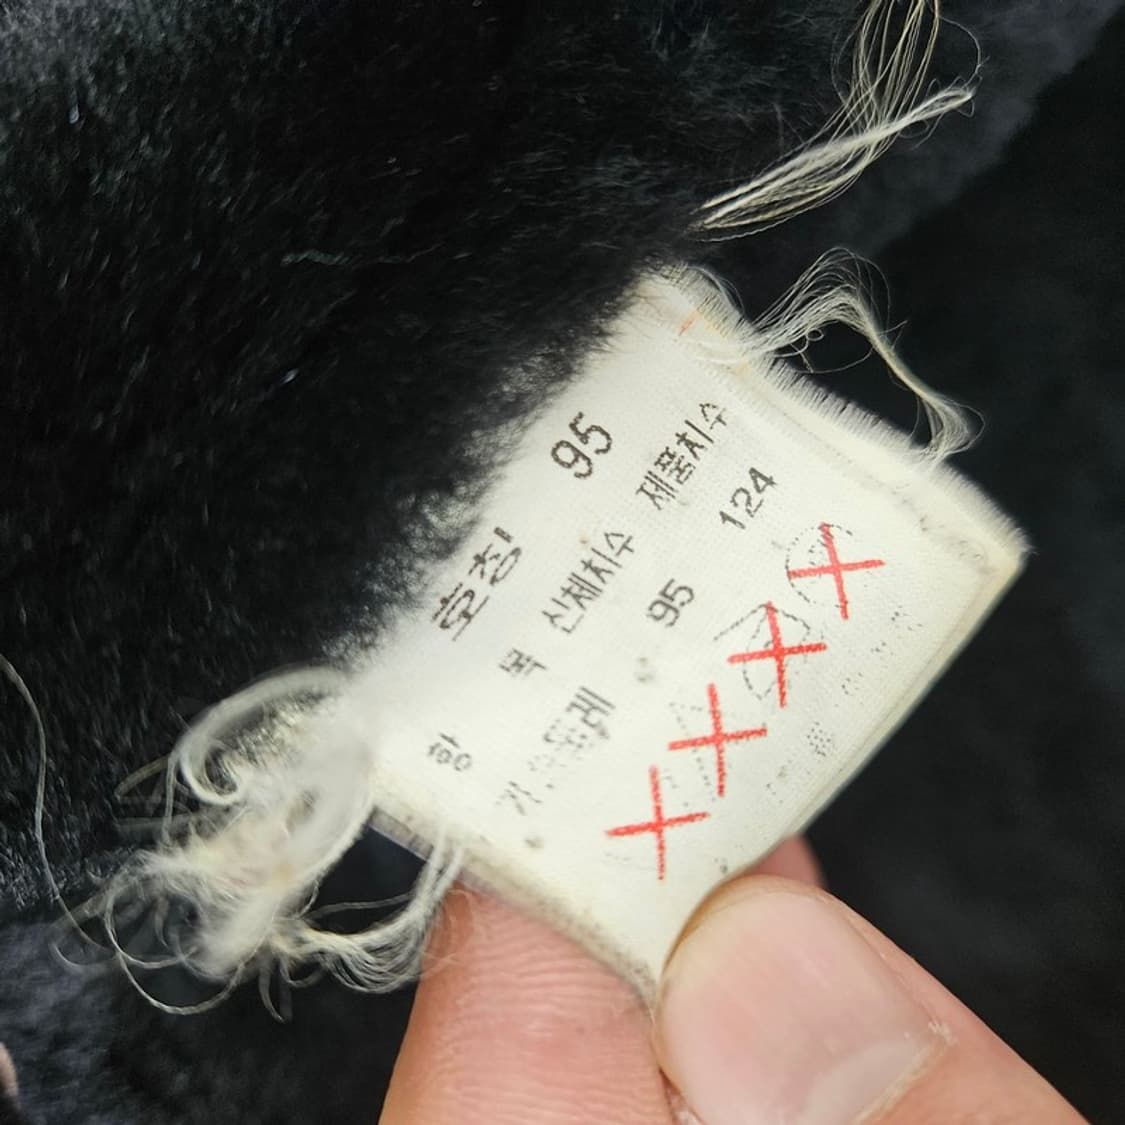 호칭 95
항 목 신체치수 제품치수
가슴둘레 95 124